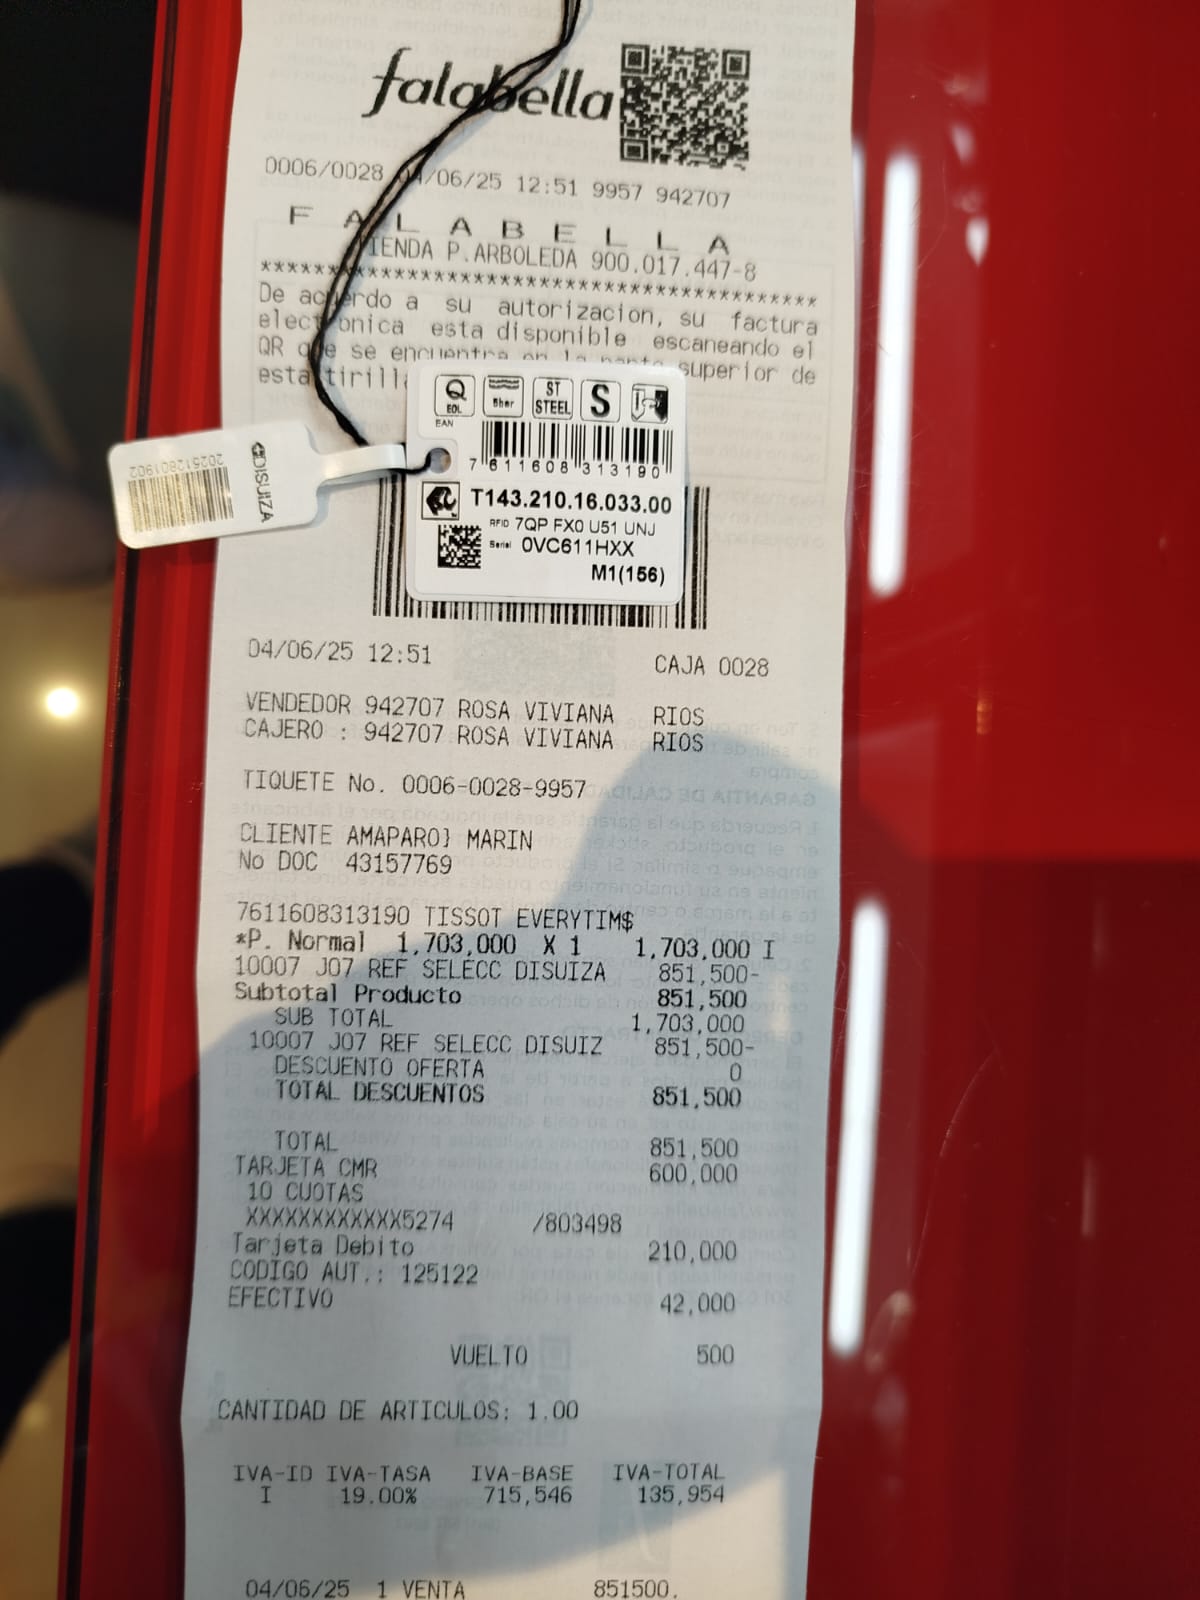 falabella
0006/0028 04/06/25 12:51 9957 942707
F A L A B E L L A
TIENDA P.ARBOLEDA 900.017.447-8
******************************************
De acuerdo a su autorizacion, su factura
electronica esta disponible escaneando el
QR que se encuentra en la parte superior de
esta tirilla
Q EOL
5bar
ST STEEL
S
EAN
7 611608 313190
DISUIZA
202512801902
T143.210.16.033.00
RFID 7QP FX0 U51 UNJ
Serial 0VC611HXX
M1(156)
04/06/25 12:51 CAJA 0028
VENDEDOR 942707 ROSA VIVIANA RIOS
CAJERO : 942707 ROSA VIVIANA RIOS
TIQUETE No. 0006-0028-9957
CLIENTE AMAPARO} MARIN
No DOC 43157769
7611608313190 TISSOT EVERYTIM$
*P. Normal 1,703,000 X 1 1,703,000 I
10007 J07 REF SELECC DISUIZA 851,500-
Subtotal Producto 851,500
SUB TOTAL 1,703,000
10007 J07 REF SELECC DISUIZ 851,500-
DESCUENTO OFERTA 0
TOTAL DESCUENTOS 851,500
TOTAL 851,500
TARJETA CMR 600,000
10 CUOTAS
XXXXXXXXXXXX5274 /803498
Tarjeta Debito 210,000
CODIGO AUT.: 125122
EFECTIVO 42,000
VUELTO 500
CANTIDAD DE ARTICULOS: 1.00
IVA-ID IVA-TASA IVA-BASE IVA-TOTAL
I 19.00% 715,546 135,954
04/06/25 1 VENTA 851500.